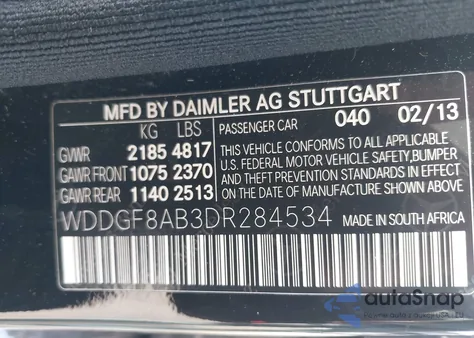 MFD BY DAIMLER AG STUTTGART
KG LBS PASSENGER CAR 040 02/13
GVWR 2185 4817
GAWR FRONT 1075 2370
GAWR REAR 1140 2513
THIS VEHICLE CONFORMS TO ALL APPLICABLE
U.S. FEDERAL MOTOR VEHICLE SAFETY, BUMPER
AND THEFT PREVENTION STANDARDS IN EFFECT
ON THE DATE OF MANUFACTURE SHOWN ABOVE.
WDDGF8AB3DR284534 MADE IN SOUTH AFRICA
autoSnap